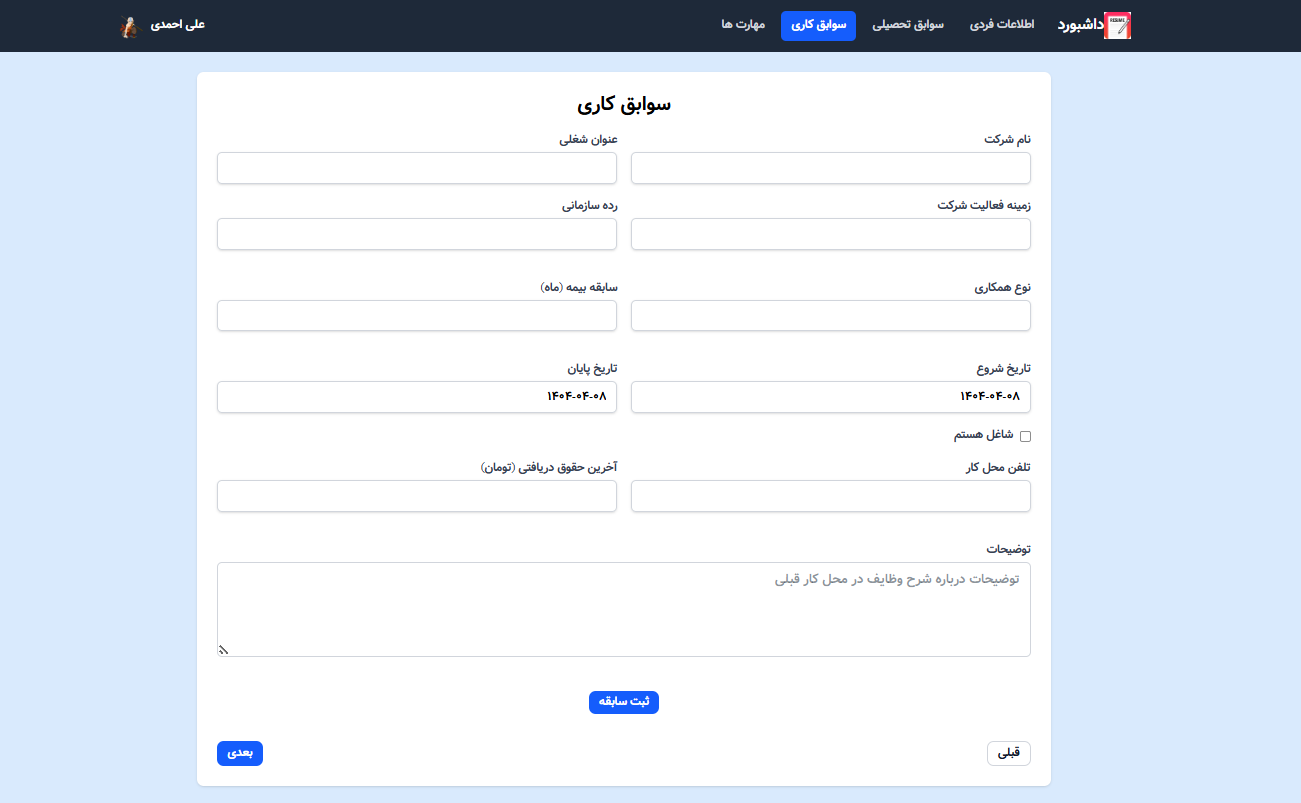 RESUME
داشبورد اطلاعات فردی سوابق تحصیلی سوابق کاری مهارت ها علی احمدی
سوابق کاری
نام شرکت عنوان شغلی
زمینه فعالیت شرکت رده سازمانی
نوع همکاری سابقه بیمه (ماه)
تاریخ شروع تاریخ پایان
۱۴۰۴-۰۴-۰۸ ۱۴۰۴-۰۴-۰۸
شاغل هستم
تلفن محل کار آخرین حقوق دریافتی (تومان)
توضیحات
توضیحات درباره شرح وظایف در محل کار قبلی
ثبت سابقه
قبلی بعدی